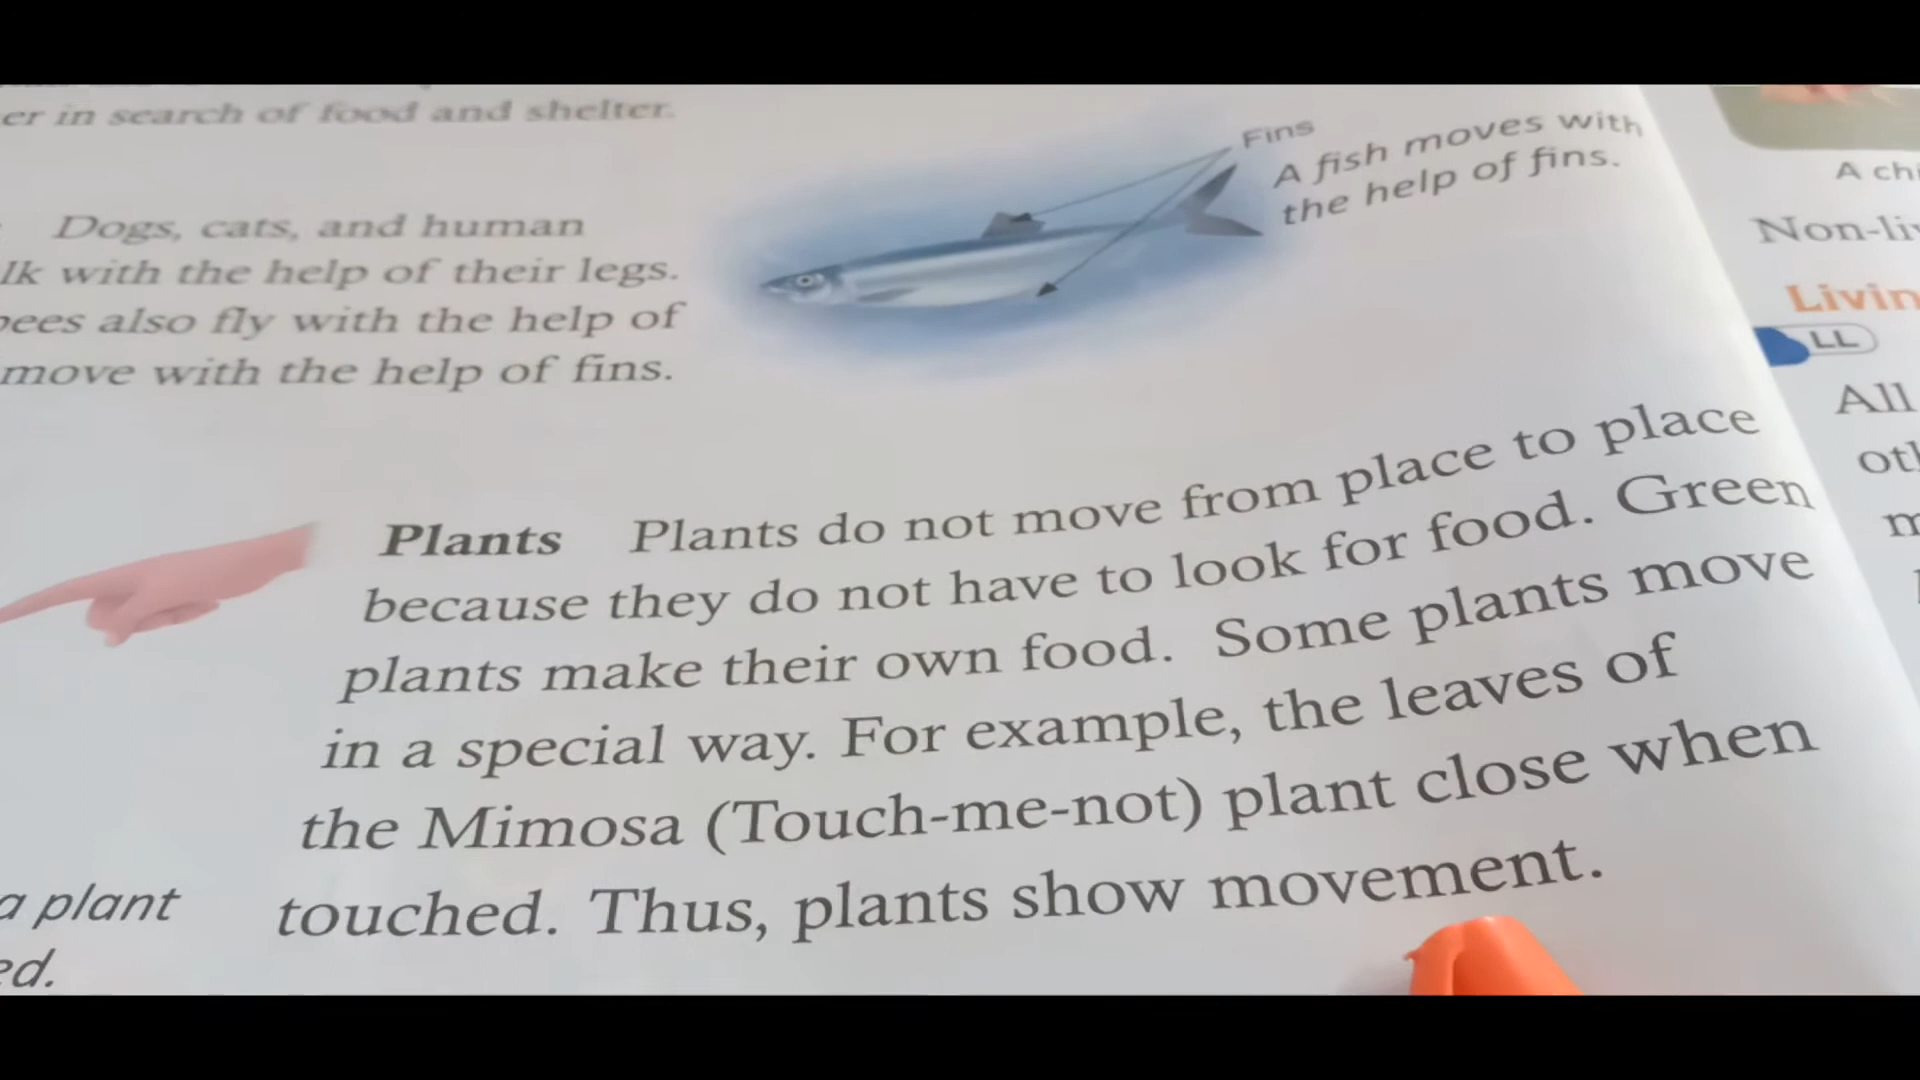 er in search of food and shelter.
Dogs, cats, and human
lk with the help of their legs.
bees also fly with the help of
move with the help of fins.
Fins
A fish moves with
the help of fins.
Plants Plants do not move from place to place
because they do not have to look for food. Green
plants make their own food. Some plants move
in a special way. For example, the leaves of
the Mimosa (Touch-me-not) plant close when
touched. Thus, plants show movement.
a plant
ed.
A chi
Non-liv
Livin
LL
All
oth
m